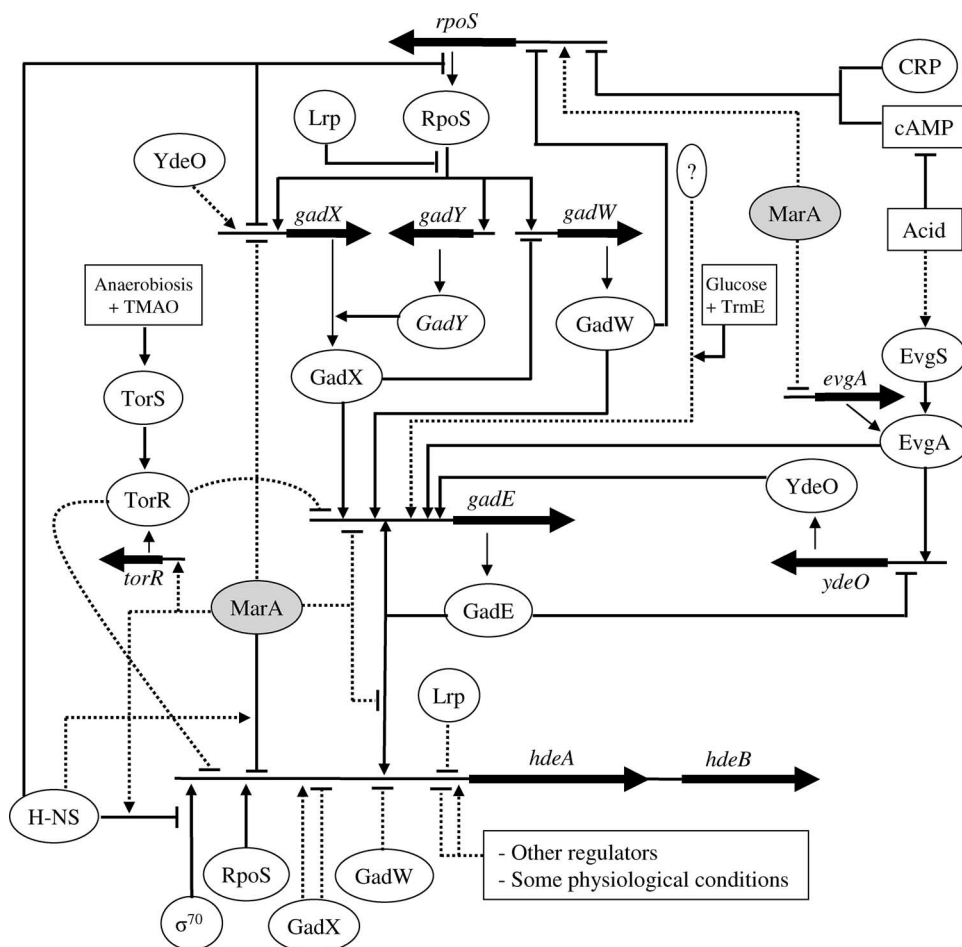 rpoS
CRP
Lrp
RpoS
cAMP
YdeO
?
MarA
gadX
gadY
gadW
Acid
Anaerobiosis
+ TMAO
Glucose
+ TrmE
GadY
GadW
EvgS
GadX
evgA
TorS
EvgA
TorR
gadE
YdeO
torR
ydeO
MarA
GadE
Lrp
hdeA
hdeB
H-NS
RpoS
GadW
- Other regulators
- Some physiological conditions
σ70
GadX